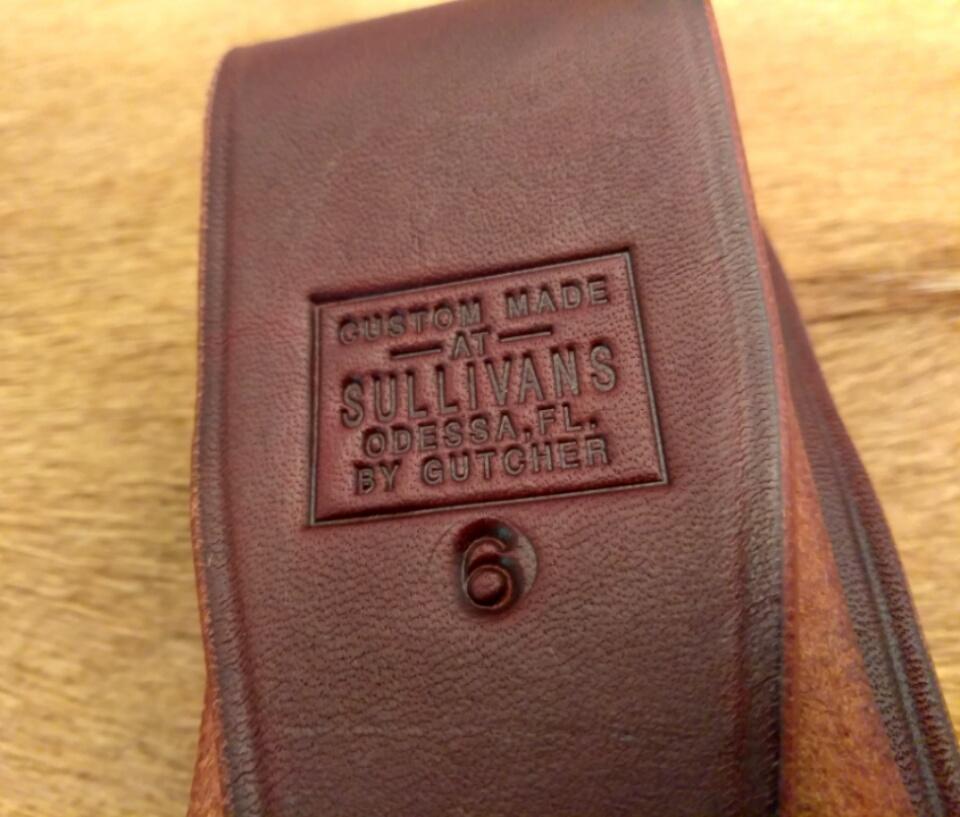 CUSTOM MADE
— AT —
SULLIVANS
ODESSA, FL.
BY GUTCHER
6